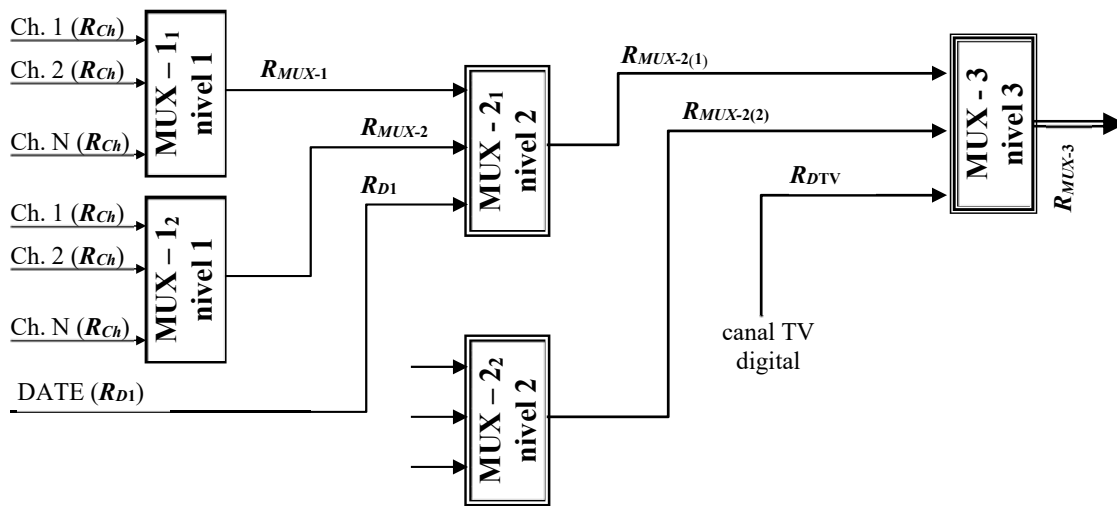 Ch. 1 (RCh)
Ch. 2 (RCh)
Ch. N (RCh)
MUX – 11
nivel 1
RMUX-1
Ch. 1 (RCh)
Ch. 2 (RCh)
Ch. N (RCh)
MUX – 12
nivel 1
RMUX-2
DATE (RD1)
RD1
MUX - 21
nivel 2
RMUX-2(1)
MUX – 22
nivel 2
RMUX-2(2)
RDTV
canal TV
digital
MUX - 3
nivel 3
RMUX-3